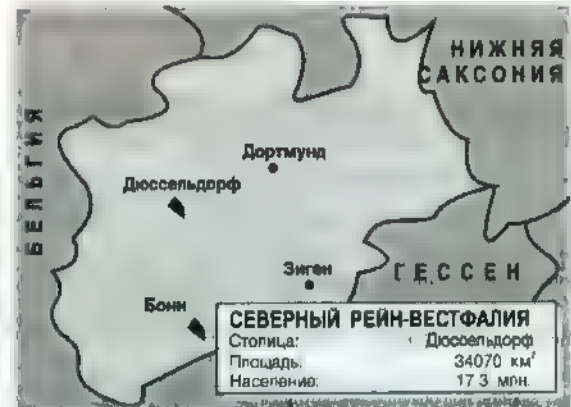 НИЖНЯЯ
САКСОНИЯ
БЕЛЬГИЯ
Дортмунд
Дюссельдорф
Зиген
ГЕССЕН
Бонн
СЕВЕРНЫЙ РЕЙН-ВЕСТФАЛИЯ
Столица: Дюссельдорф
Площадь: 34070 км²
Население: 17.3 млн.